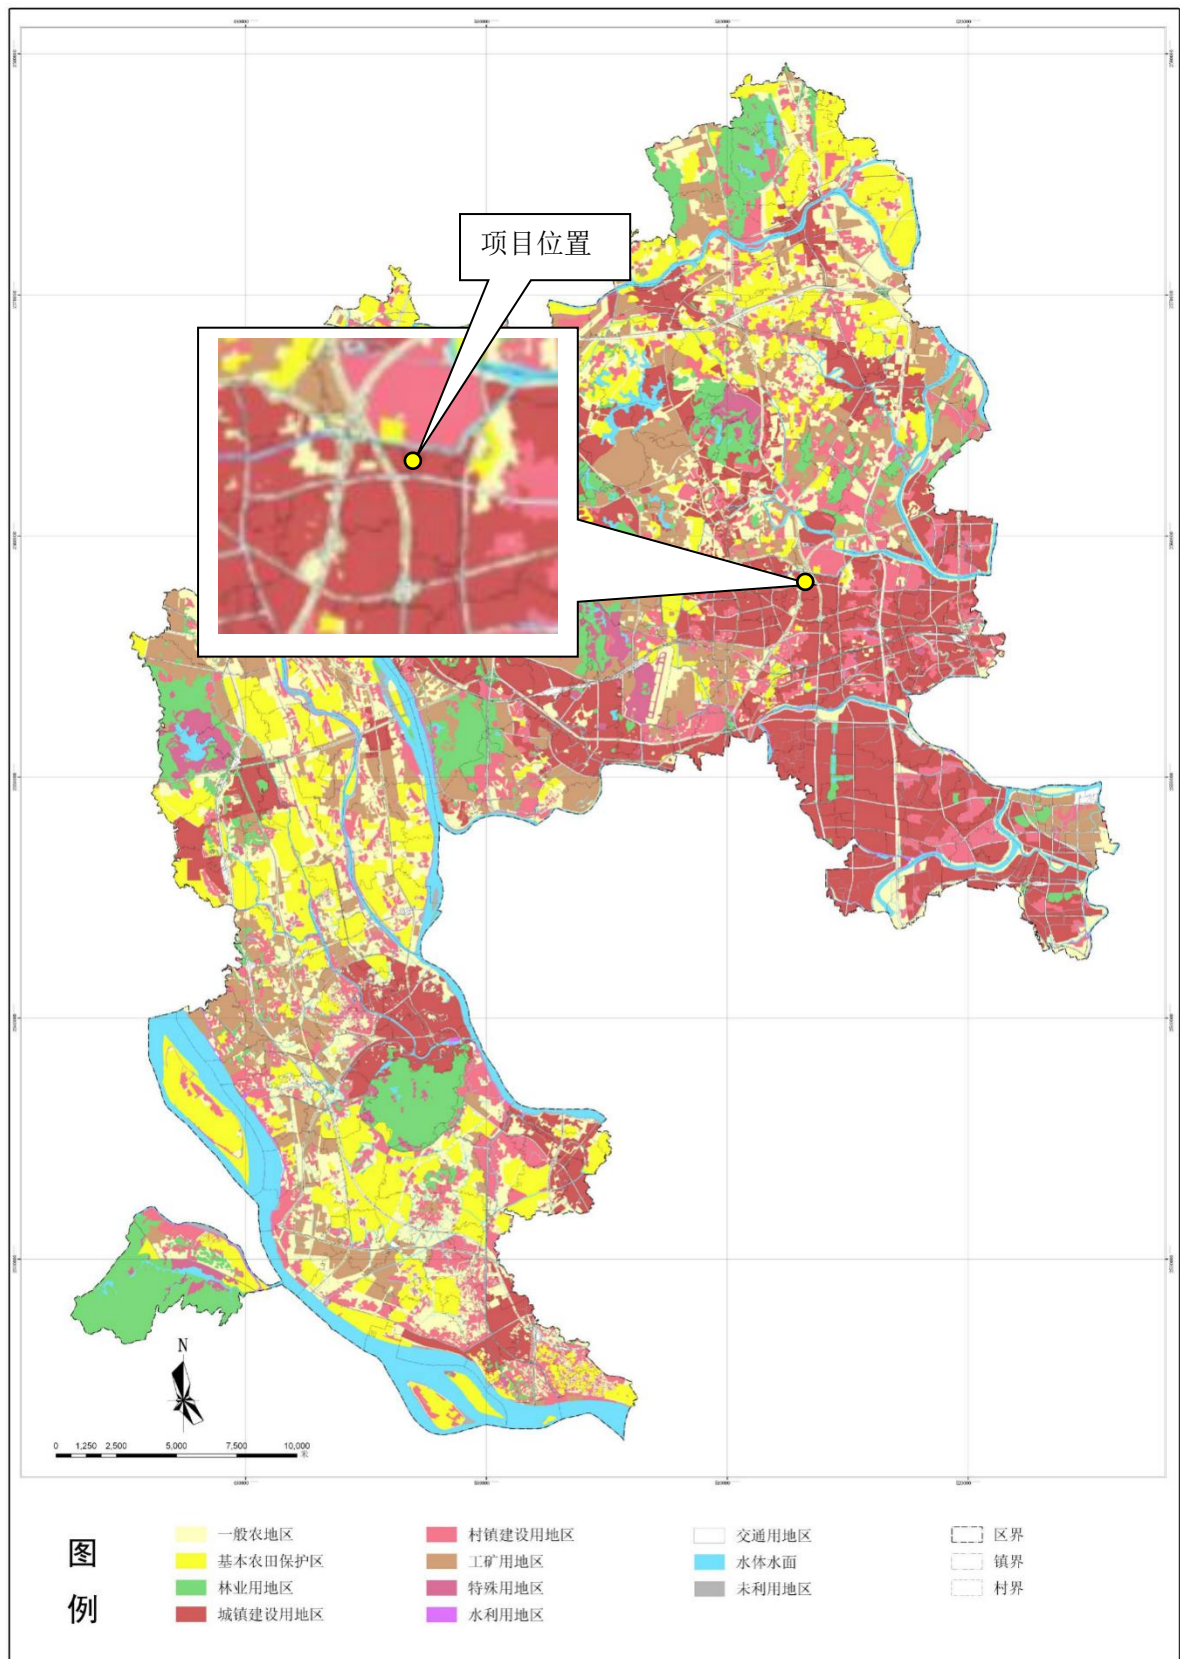 项目位置
N
0 1,250 2,500 5,000 7,500 10,000
米
图例
一般农地区
基本农田保护区
林业用地区
城镇建设用地区
村镇建设用地区
工矿用地区
特殊用地区
水利用地区
交通用地区
水体水面
未利用地区
区界
镇界
村界